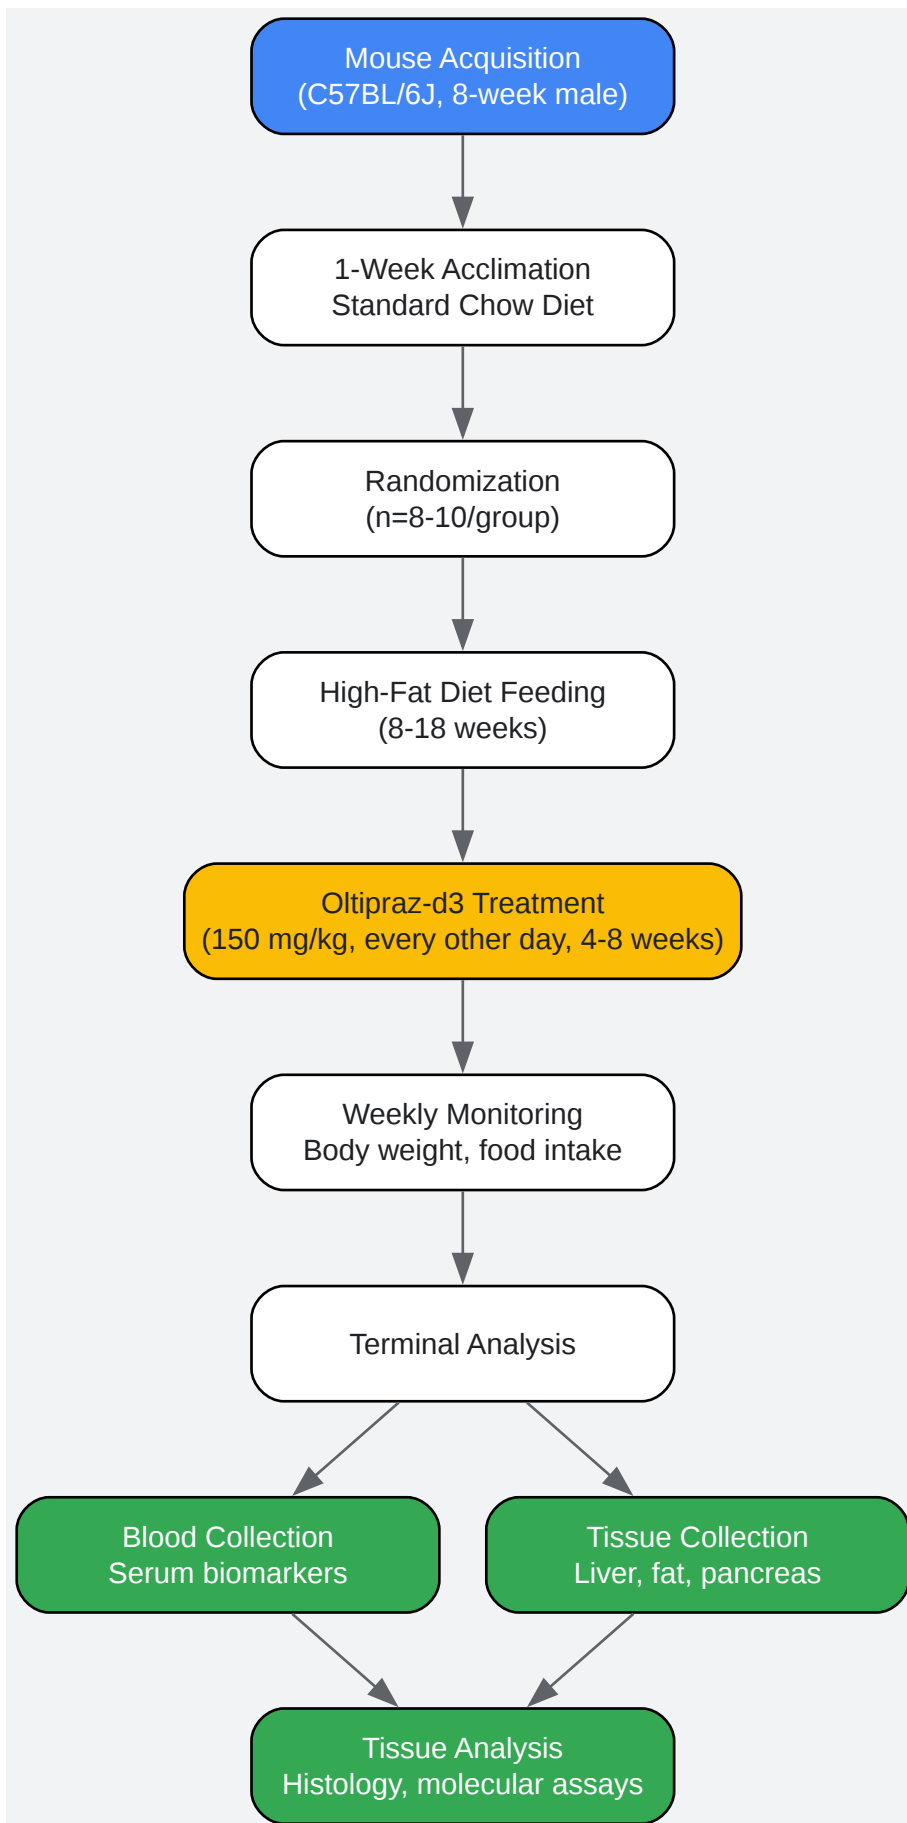 Mouse Acquisition
(C57BL/6J, 8-week male)
1-Week Acclimation
Standard Chow Diet
Randomization
(n=8-10/group)
High-Fat Diet Feeding
(8-18 weeks)
Oltipraz-d3 Treatment
(150 mg/kg, every other day, 4-8 weeks)
Weekly Monitoring
Body weight, food intake
Terminal Analysis
Blood Collection
Serum biomarkers
Tissue Collection
Liver, fat, pancreas
Tissue Analysis
Histology, molecular assays